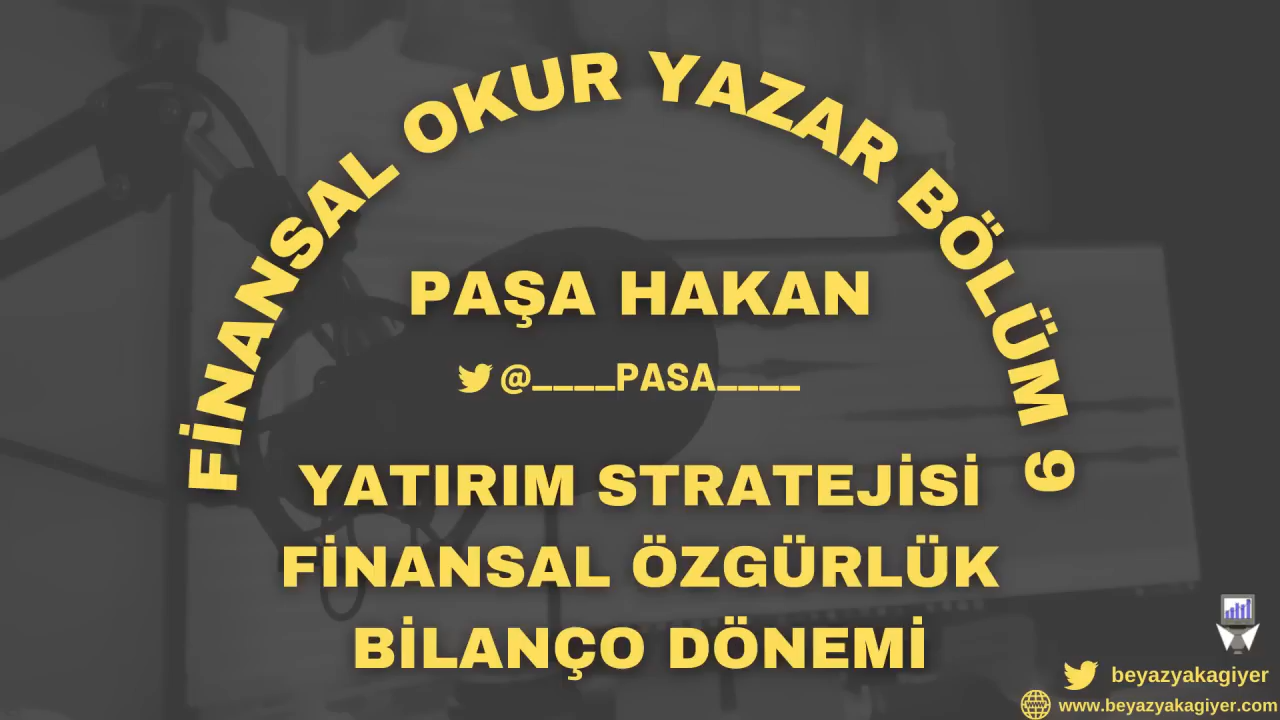 FİNANSAL OKUR YAZAR BÖLÜM 9
PAŞA HAKAN
@____PASA____
YATIRIM STRATEJİSİ
FİNANSAL ÖZGÜRLÜK
BİLANÇO DÖNEMİ
beyazyakagiyer
www.beyazyakagiyer.com